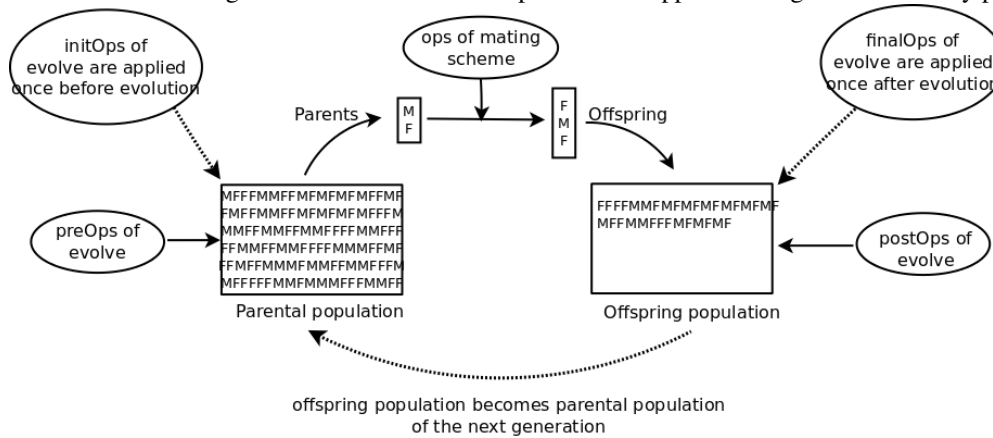 initOps of
evolve are applied
once before evolution
ops of mating
scheme
finalOps of
evolve are applied
once after evolution
Parents
M
F
F
M
F
Offspring
MFFFMMFFMFMFMFMFFMF
FMFFMMFFMFMFMFMFFFM
MMFFMMFFMMFFFFMMFFF
FFMMFFMMFFFFMMMFFMF
FFMFFMMMFMMFFMMFFFM
MFFFFFMMFMMMFFFMMFF
FFFFMMFMFMFMFMFMFMF
MFFMMFFFMFMFMF
preOps of
evolve
postOps of
evolve
Parental population
Offspring population
offspring population becomes parental population
of the next generation